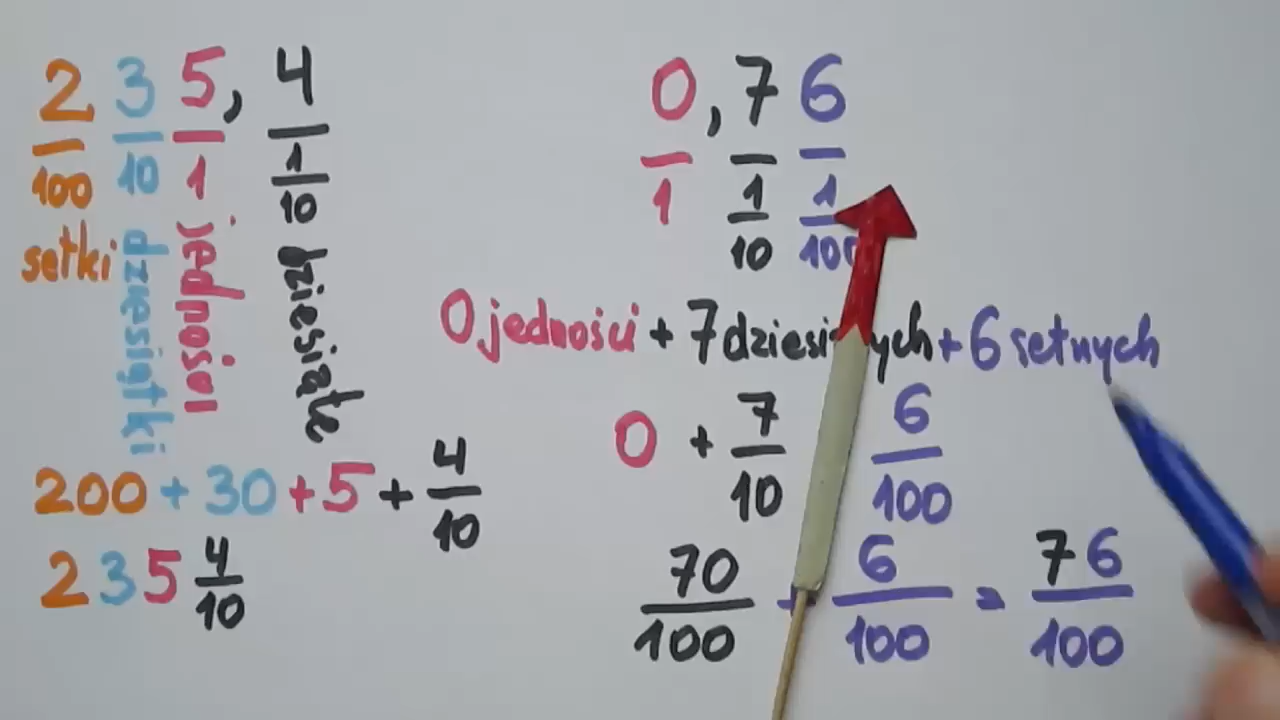 2 3 5, 4
100 10 1 1/10
setki dziesiątki jedności dziesiąte
200 + 30 + 5 + 4/10
235 4/10
0, 7 6
1 1/10 1/100
0 jedności + 7 dziesiątych + 6 setnych
0 + 7/10 6/100
70/100 + 6/100 = 76/100